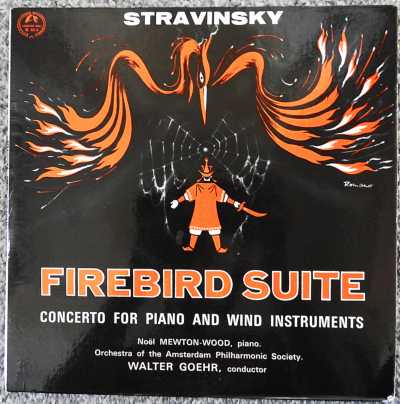 STRAVINSKY
Romano
FIREBIRD SUITE
CONCERTO FOR PIANO AND WIND INSTRUMENTS
Noël MEWTON-WOOD, piano.
Orchestra of the Amsterdam Philharmonic Society.
WALTER GOEHR, conductor